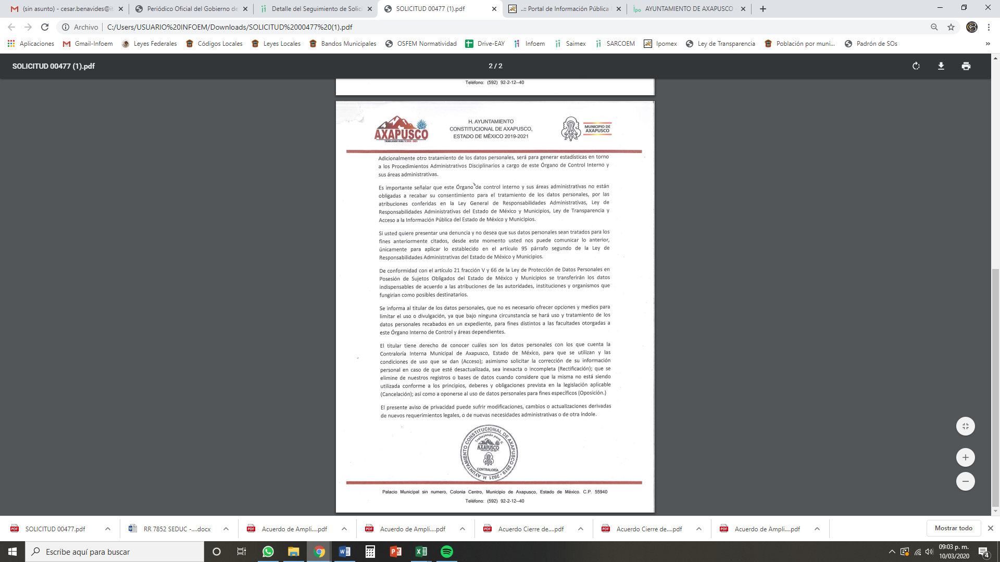 (sin asunto) - cesar.benavides@it
Periódico Oficial del Gobierno de
Detalle del Seguimiento de Solici
SOLICITUD 00477 (1).pdf
..:: Portal de Información Pública
AYUNTAMIENTO DE AXAPUSCO
Archivo
C:/Users/USUARIO%20INFOEM/Downloads/SOLICITUD%2000477%20(1).pdf
Aplicaciones
Gmail-Infoem
Leyes Federales
Códigos Locales
Leyes Locales
Bandos Municipales
OSFEM Normatividad
Drive-EAY
Infoem
Saimex
SARCOEM
Ipomex
Ley de Transparencia
Población por muni...
Padrón de SOs
SOLICITUD 00477 (1).pdf
2 / 2
Teléfono: (592) 92-2-12--40
AXAPUSCO
TRABAJANDO PARA TI 2019 - 2021
H. AYUNTAMIENTO
CONSTITUCIONAL DE AXAPUSCO,
ESTADO DE MÉXICO 2019-2021
MUNICIPIO DE
AXAPUSCO
Adicionalmente otro tratamiento de los datos personales, será para generar estadísticas en torno
a los Procedimientos Administrativos Disciplinarios a cargo de este Órgano de Control Interno y
sus áreas administrativas.
Es importante señalar que este Órgano de control interno y sus áreas administrativas no están
obligadas a recabar su consentimiento para el tratamiento de los datos personales, por las
atribuciones conferidas en la Ley General de Responsabilidades Administrativas, Ley de
Responsabilidades Administrativas del Estado de México y Municipios, Ley de Transparencia y
Acceso a la Información Pública del Estado de México y Municipios.
Si usted quiere presentar una denuncia y no desea que sus datos personales sean tratados para los
fines anteriormente citados, desde este momento usted nos puede comunicar lo anterior,
únicamente para aplicar lo establecido en el artículo 95 párrafo segundo de la Ley de
Responsabilidades Administrativas del Estado de México y Municipios.
De conformidad con el artículo 21 fracción V y 66 de la Ley de Protección de Datos Personales en
Posesión de Sujetos Obligados del Estado de México y Municipios se transferirán los datos
indispensables de acuerdo a las atribuciones de las autoridades, instituciones y organismos que
fungirían como posibles destinatarios.
Se informa al titular de los datos personales, que no es necesario ofrecer opciones y medios para
limitar el uso o divulgación, ya que bajo ninguna circunstancia se hará uso y tratamiento de los
datos personales recabados en un expediente, para fines distintos a las facultades otorgadas a
este Órgano Interno de Control y áreas dependientes.
El titular tiene derecho de conocer cuáles son los datos personales con los que cuenta la
Contraloría Interna Municipal de Axapusco, Estado de México, para que se utilizan y las
condiciones de uso que se dan (Acceso); asimismo solicitar la corrección de su información
personal en caso de que esté desactualizada, sea inexacta o incompleta (Rectificación); que se
elimine de nuestros registros o bases de datos cuando considere que la misma no está siendo
utilizada conforme a los principios, deberes y obligaciones prevista en la legislación aplicable
(Cancelación); así como a oponerse al uso de datos personales para fines específicos (Oposición.)
El presente aviso de privacidad puede sufrir modificaciones, cambios o actualizaciones derivadas
de nuevos requerimientos legales, o de nuevas necesidades administrativas o de otra índole.
H. AYUNTAMIENTO CONSTITUCIONAL DE AXAPUSCO 2019 - 2021
Trabajando para ti
AXAPUSCO
CONTRALORÍA
Palacio Municipal sin numero, Colonia Centro, Municipio de Axapusco, Estado de México. C.P. 55940
Teléfono: (592) 92-2-12--40
SOLICITUD 00477.pdf
RR 7852 SEDUC -....docx
Acuerdo de Ampli....pdf
Acuerdo de Ampli....pdf
Acuerdo Cierre de....pdf
Acuerdo Cierre de....pdf
Acuerdo de Ampli....pdf
Mostrar todo
Escribe aquí para buscar
09:03 p. m.
10/03/2020
4